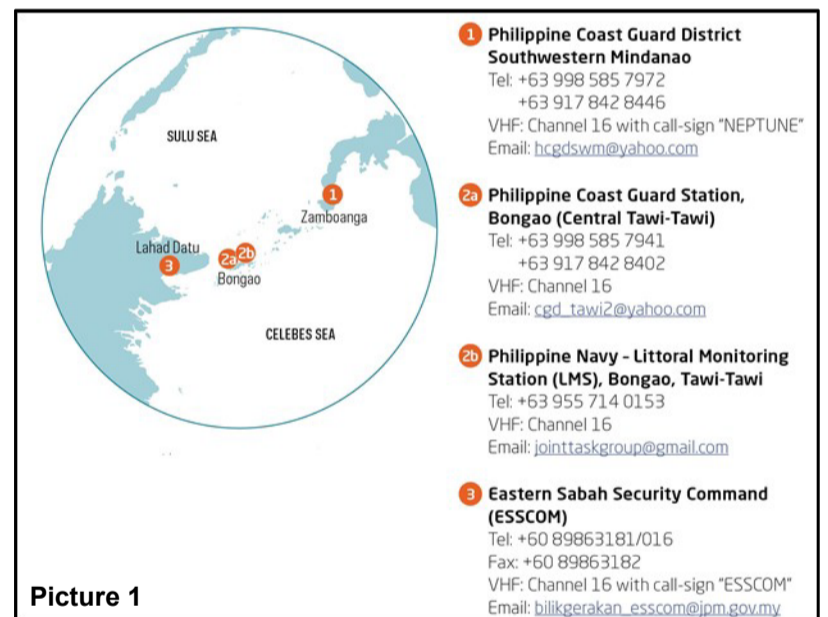 SULU SEA
1
Zamboanga
Lahad Datu
3
2a 2b
Bongao
CELEBES SEA
1 Philippine Coast Guard District
Southwestern Mindanao
Tel: +63 998 585 7972
+63 917 842 8446
VHF: Channel 16 with call-sign "NEPTUNE"
Email: hcgdswm@yahoo.com
2a Philippine Coast Guard Station,
Bongao (Central Tawi-Tawi)
Tel: +63 998 585 7941
+63 917 842 8402
VHF: Channel 16
Email: cgd_tawi2@yahoo.com
2b Philippine Navy - Littoral Monitoring
Station (LMS), Bongao, Tawi-Tawi
Tel: +63 955 714 0153
VHF: Channel 16
Email: jointtaskgroup@gmail.com
3 Eastern Sabah Security Command
(ESSCOM)
Tel: +60 89863181/016
Fax: +60 89863182
VHF: Channel 16 with call-sign "ESSCOM"
Email: bilikgerakan_esscom@jpm.gov.my
Picture 1